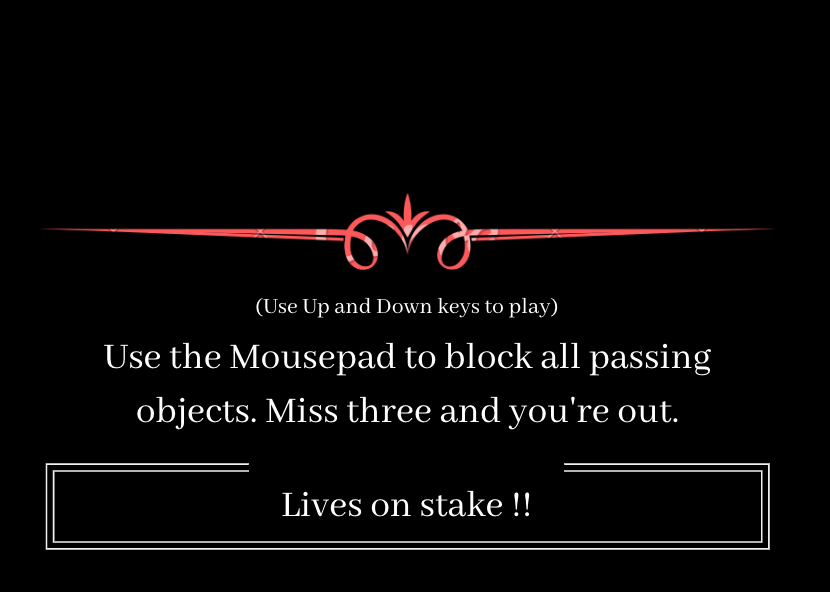 (Use Up and Down keys to play)
Use the Mousepad to block all passing
objects. Miss three and you're out.
Lives on stake !!